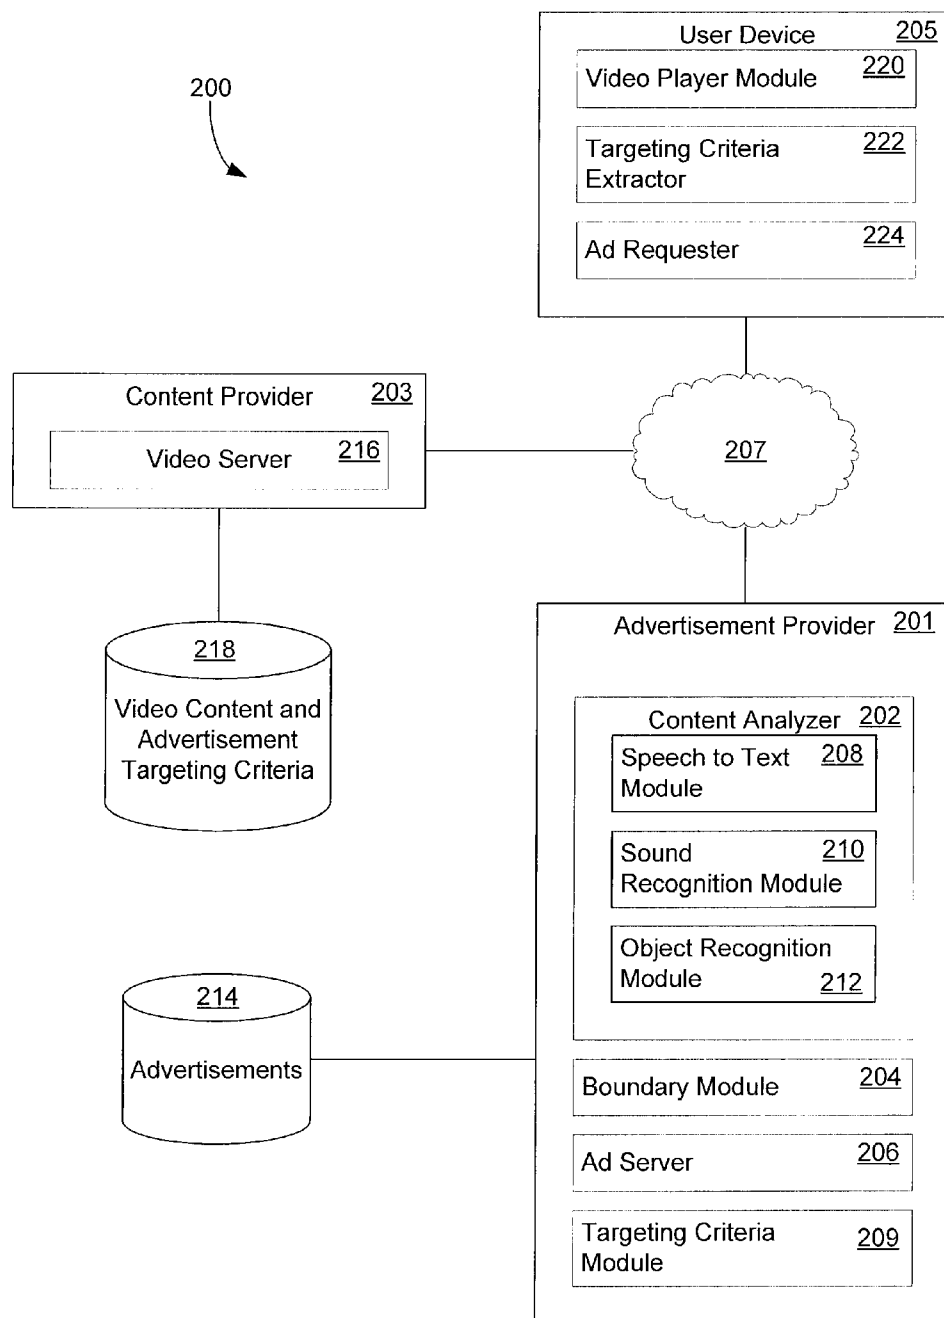 User Device 205
Video Player Module 220
Targeting Criteria 222
Extractor
Ad Requester 224
200
Content Provider 203
Video Server 216
207
218
Video Content and
Advertisement
Targeting Criteria
Advertisement Provider 201
Content Analyzer 202
Speech to Text 208
Module
Sound 210
Recognition Module
Object Recognition
Module 212
214
Advertisements
Boundary Module 204
Ad Server 206
Targeting Criteria
Module 209